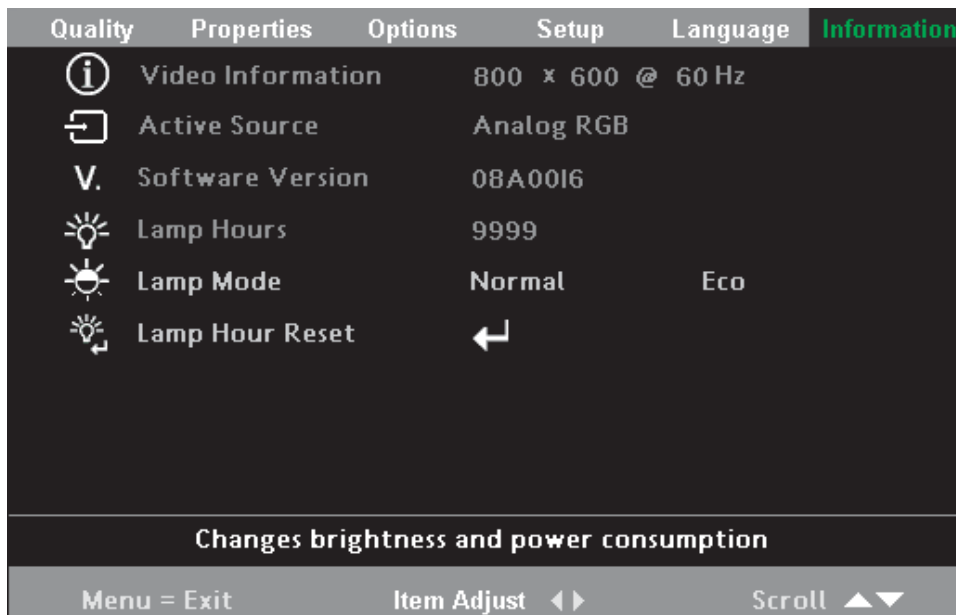 Quality Properties Options Setup Language Information
Video Information 800 x 600 @ 60 Hz
Active Source Analog RGB
V. Software Version 08A00I6
Lamp Hours 9999
Lamp Mode Normal Eco
Lamp Hour Reset
Changes brightness and power consumption
Menu = Exit Item Adjust Scroll